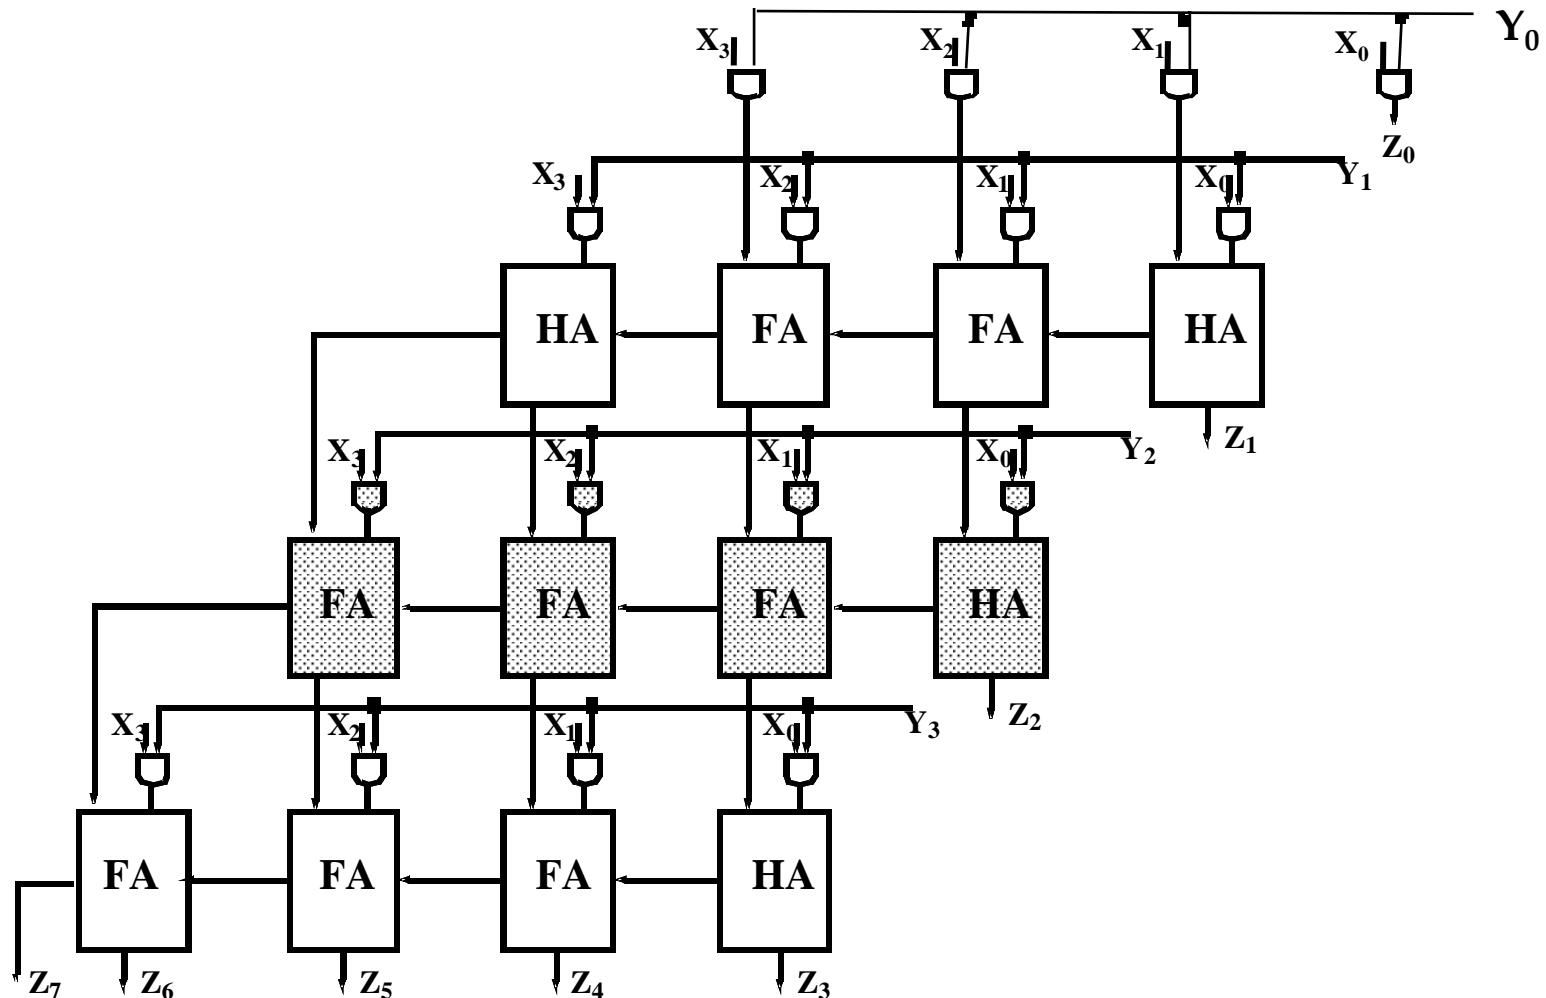 Y0
X3 X2 X1 X0
Z0
X3 X2 X1 X0 Y1
HA FA FA HA
Z1
X3 X2 X1 X0 Y2
FA FA FA HA
Z2
X3 X2 X1 X0 Y3
FA FA FA HA
Z7 Z6 Z5 Z4 Z3